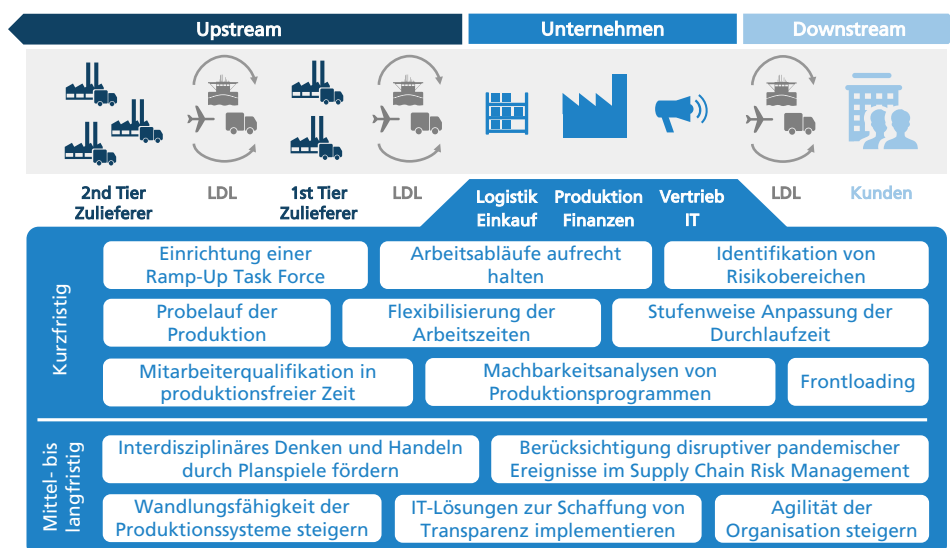 Upstream
Unternehmen
Downstream
2nd Tier
Zulieferer
LDL
1st Tier
Zulieferer
LDL
Logistik
Einkauf
Produktion
Finanzen
Vertrieb
IT
LDL
Kunden
Kurzfristig
Einrichtung einer
Ramp-Up Task Force
Arbeitsabläufe aufrecht
halten
Identifikation von
Risikobereichen
Probelauf der
Produktion
Flexibilisierung der
Arbeitszeiten
Stufenweise Anpassung der
Durchlaufzeit
Mitarbeiterqualifikation in
produktionsfreier Zeit
Machbarkeitsanalysen von
Produktionsprogrammen
Frontloading
Mittel- bis
langfristig
Interdisziplinäres Denken und Handeln
durch Planspiele fördern
Berücksichtigung disruptiver pandemischer
Ereignisse im Supply Chain Risk Management
Wandlungsfähigkeit der
Produktionssysteme steigern
IT-Lösungen zur Schaffung von
Transparenz implementieren
Agilität der
Organisation steigern